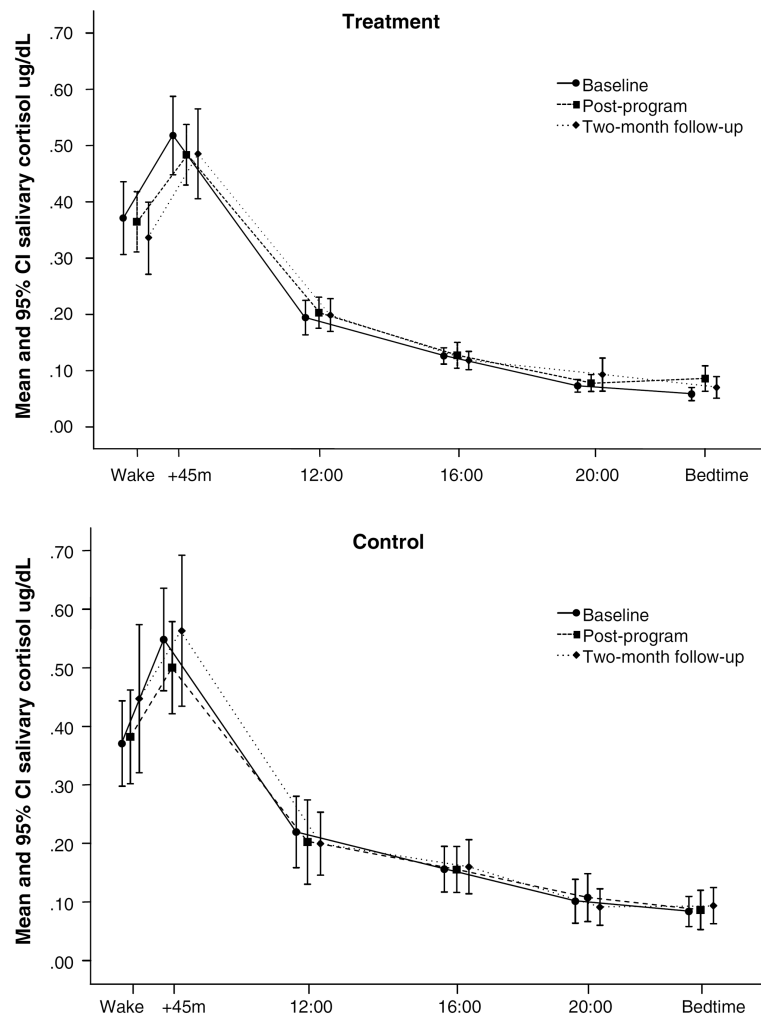 Treatment
Mean and 95% CI salivary cortisol ug/dL
.70
.60
.50
.40
.30
.20
.10
.00
Baseline
Post-program
Two-month follow-up
Wake +45m 12:00 16:00 20:00 Bedtime
Control
Mean and 95% CI salivary cortisol ug/dL
.70
.60
.50
.40
.30
.20
.10
.00
Baseline
Post-program
Two-month follow-up
Wake +45m 12:00 16:00 20:00 Bedtime